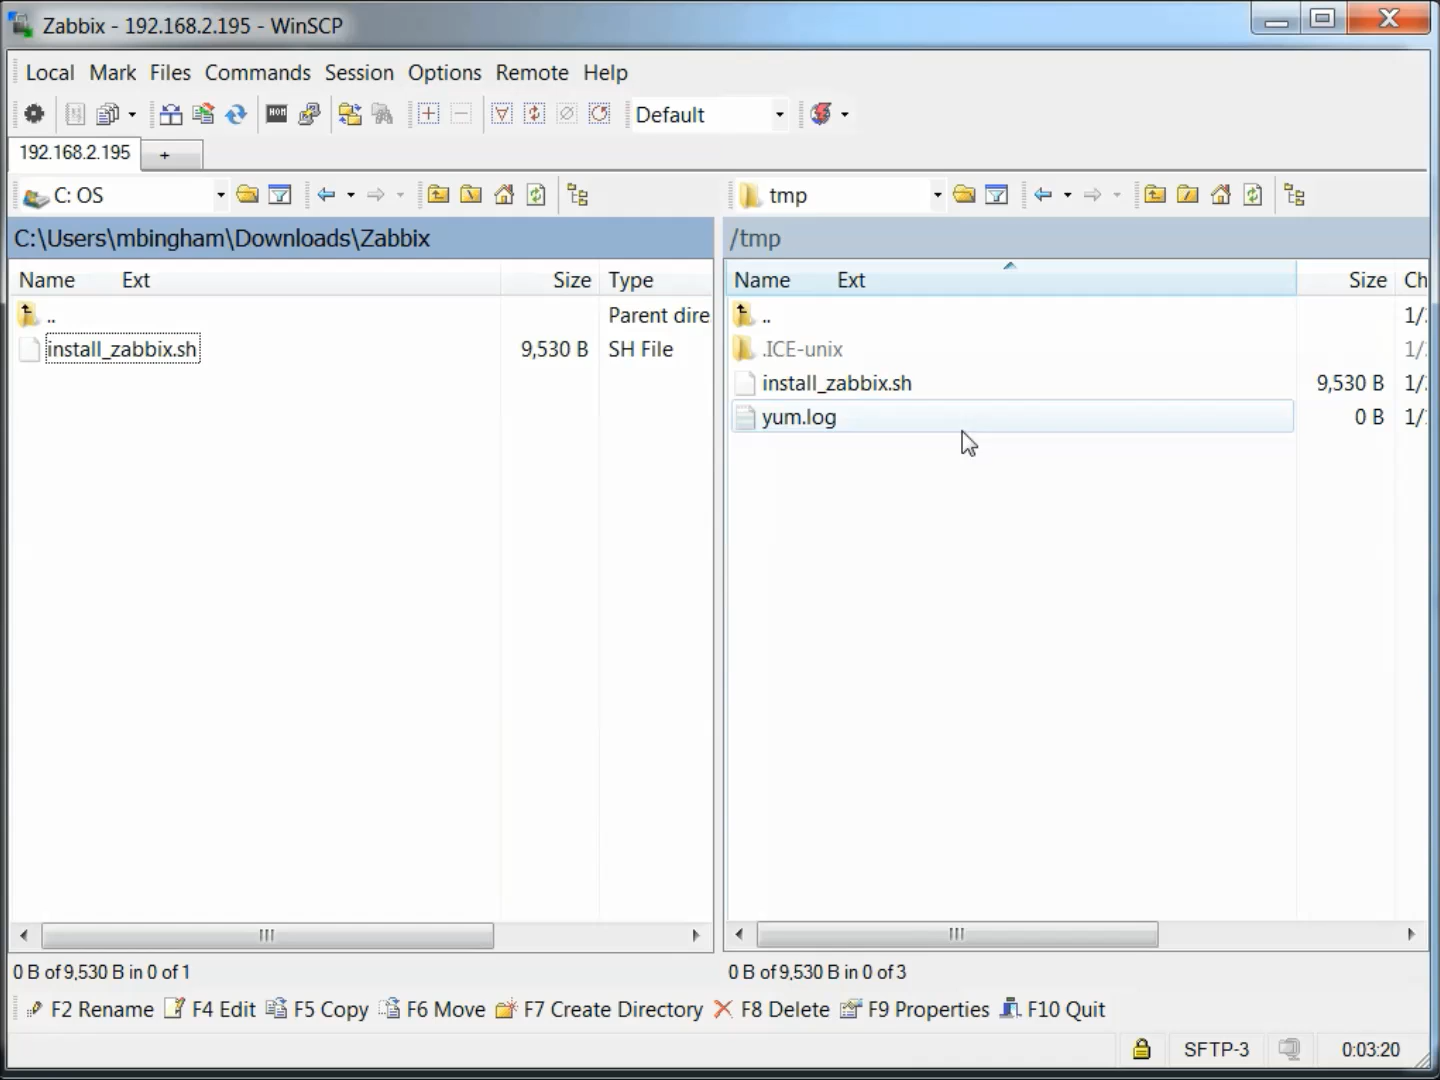 Zabbix - 192.168.2.195 - WinSCP
Local Mark Files Commands Session Options Remote Help
Default
192.168.2.195 +
C: OS
tmp
C:\Users\mbingham\Downloads\Zabbix
/tmp
Name Ext Size Type
Name Ext Size Ch
.. Parent dire
.. 1/
install_zabbix.sh 9,530 B SH File
.ICE-unix 1/
install_zabbix.sh 9,530 B 1/
yum.log 0 B 1/
0 B of 9,530 B in 0 of 1
0 B of 9,530 B in 0 of 3
F2 Rename F4 Edit F5 Copy F6 Move F7 Create Directory F8 Delete F9 Properties F10 Quit
SFTP-3 0:03:20